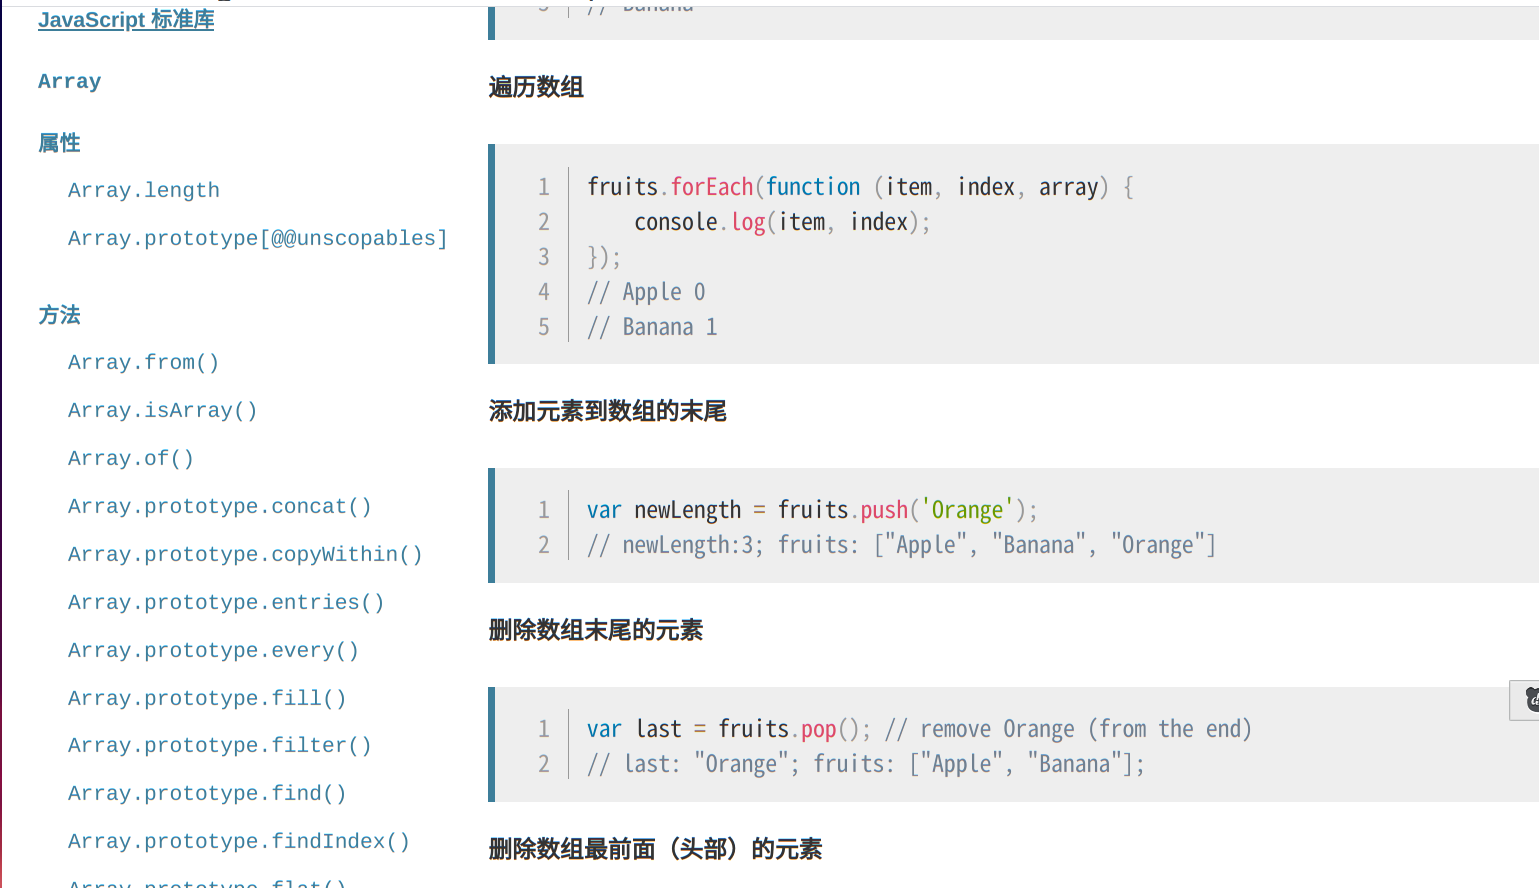 JavaScript 标准库
Array
属性
Array.length
Array.prototype[@@unscopables]
方法
Array.from()
Array.isArray()
Array.of()
Array.prototype.concat()
Array.prototype.copyWithin()
Array.prototype.entries()
Array.prototype.every()
Array.prototype.fill()
Array.prototype.filter()
Array.prototype.find()
Array.prototype.findIndex()
Array.prototype.flat()
// Banana
遍历数组
1 fruits.forEach(function (item, index, array) {
2     console.log(item, index);
3 });
4 // Apple 0
5 // Banana 1
添加元素到数组的末尾
1 var newLength = fruits.push('Orange');
2 // newLength:3; fruits: ["Apple", "Banana", "Orange"]
删除数组末尾的元素
1 var last = fruits.pop(); // remove Orange (from the end)
2 // last: "Orange"; fruits: ["Apple", "Banana"];
删除数组最前面（头部）的元素